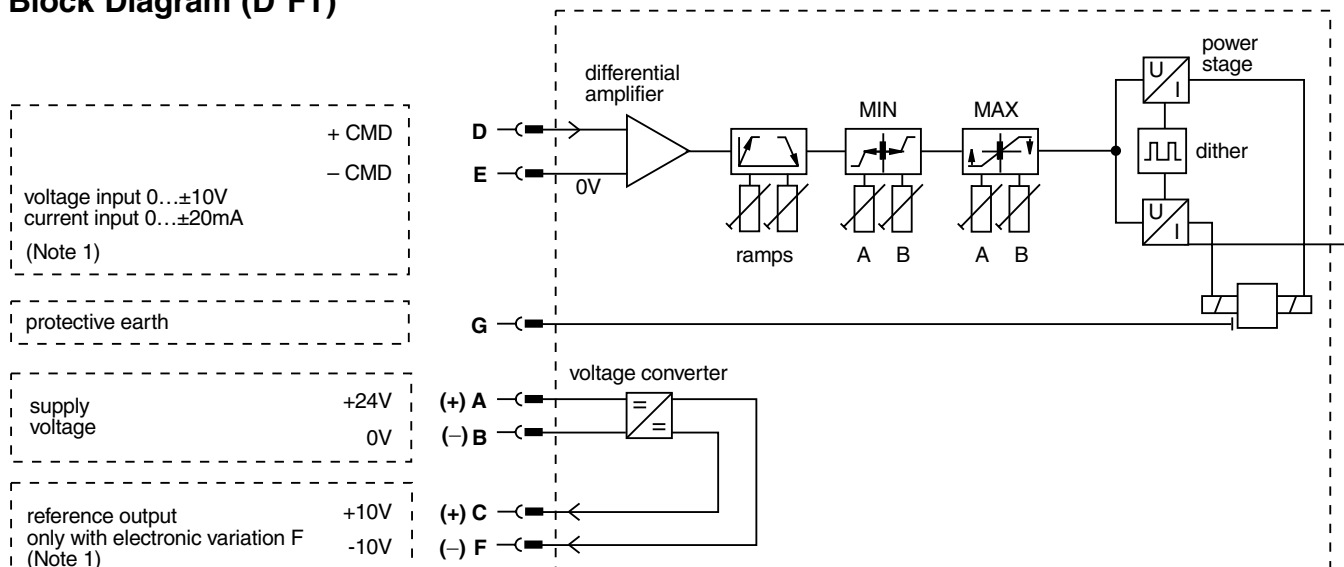 Block Diagram (D*F1)
differential
amplifier
power
stage
MIN
MAX
+ CMD
D
– CMD
E
0V
voltage input 0...±10V
current input 0...±20mA
(Note 1)
U
I
dither
U
I
ramps
A
B
A
B
protective earth
G
voltage converter
supply
voltage
+24V
(+) A
0V
(–) B
reference output
only with electronic variation F
(Note 1)
+10V
(+) C
-10V
(–) F